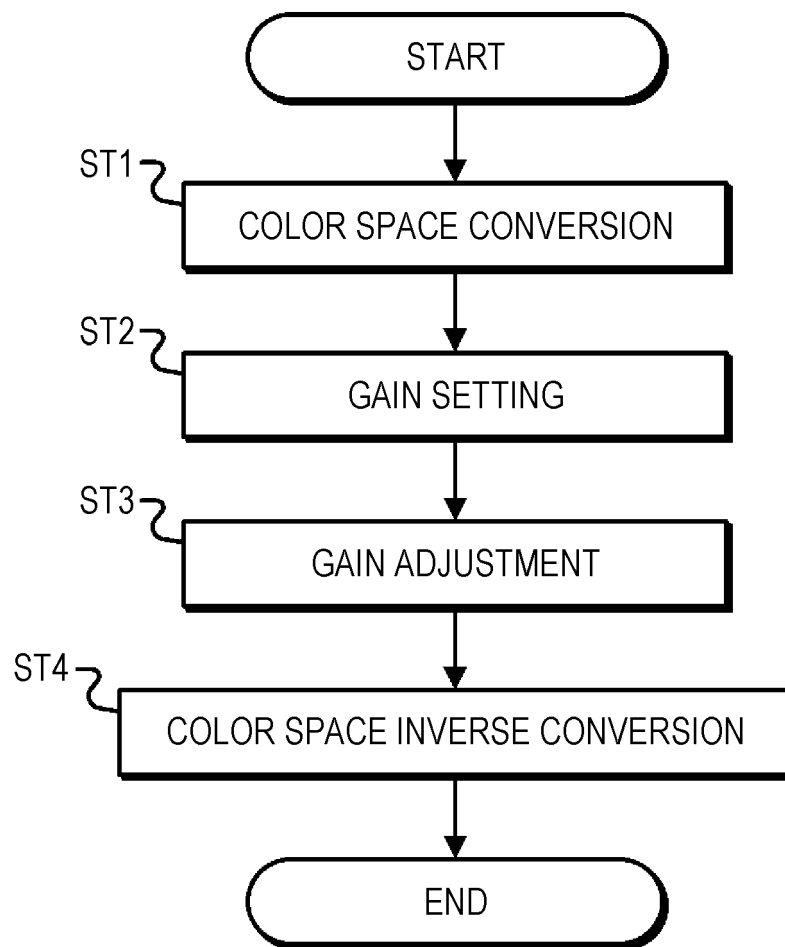 START
ST1
COLOR SPACE CONVERSION
ST2
GAIN SETTING
ST3
GAIN ADJUSTMENT
ST4
COLOR SPACE INVERSE CONVERSION
END